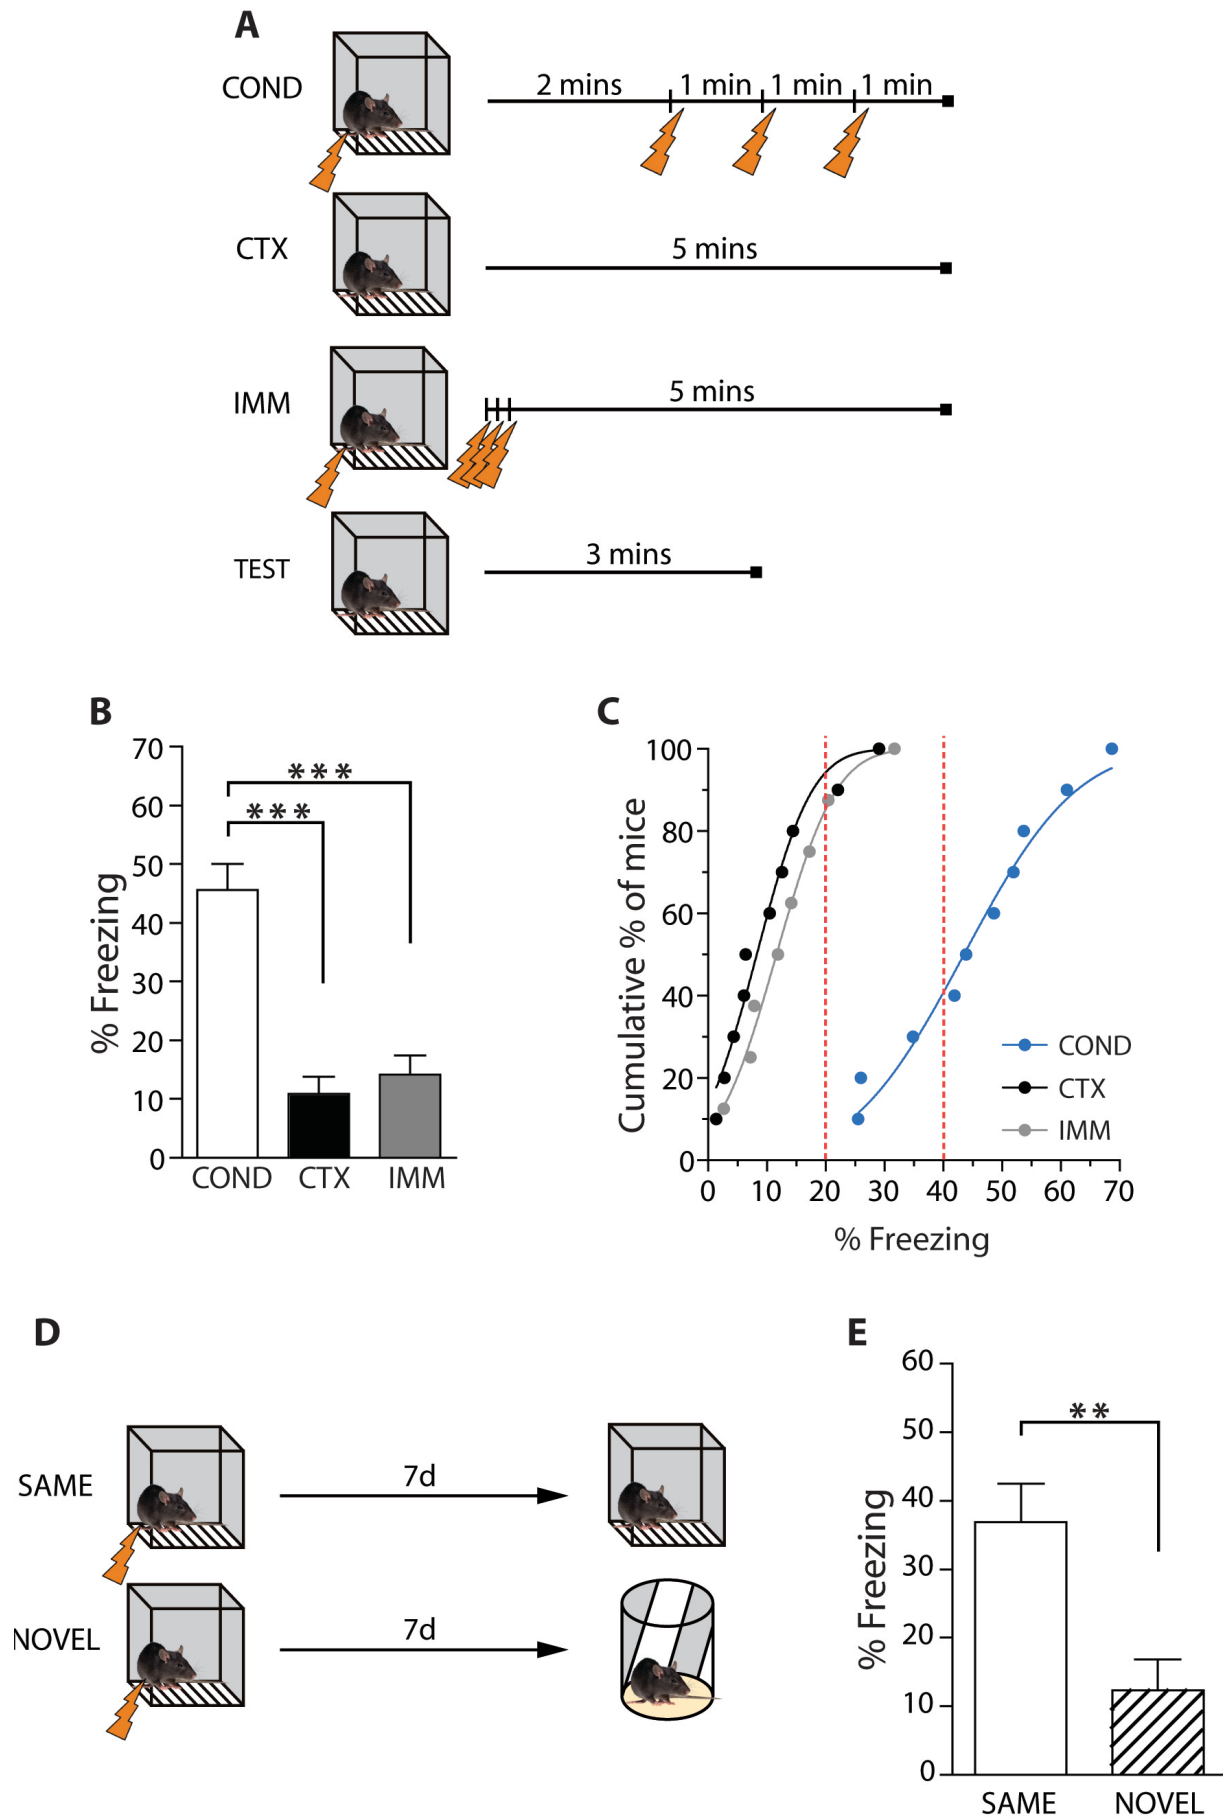 A
COND
2 mins 1 min 1 min 1 min
CTX
5 mins
IMM
5 mins
TEST
3 mins
B
% Freezing
70
60
50
40
30
20
10
0
***
***
COND CTX IMM
C
Cumulative % of mice
100
80
60
40
20
0
COND
CTX
IMM
0 10 20 30 40 50 60 70
% Freezing
D
SAME
7d
NOVEL
7d
E
% Freezing
60
50
40
30
20
10
0
**
SAME NOVEL